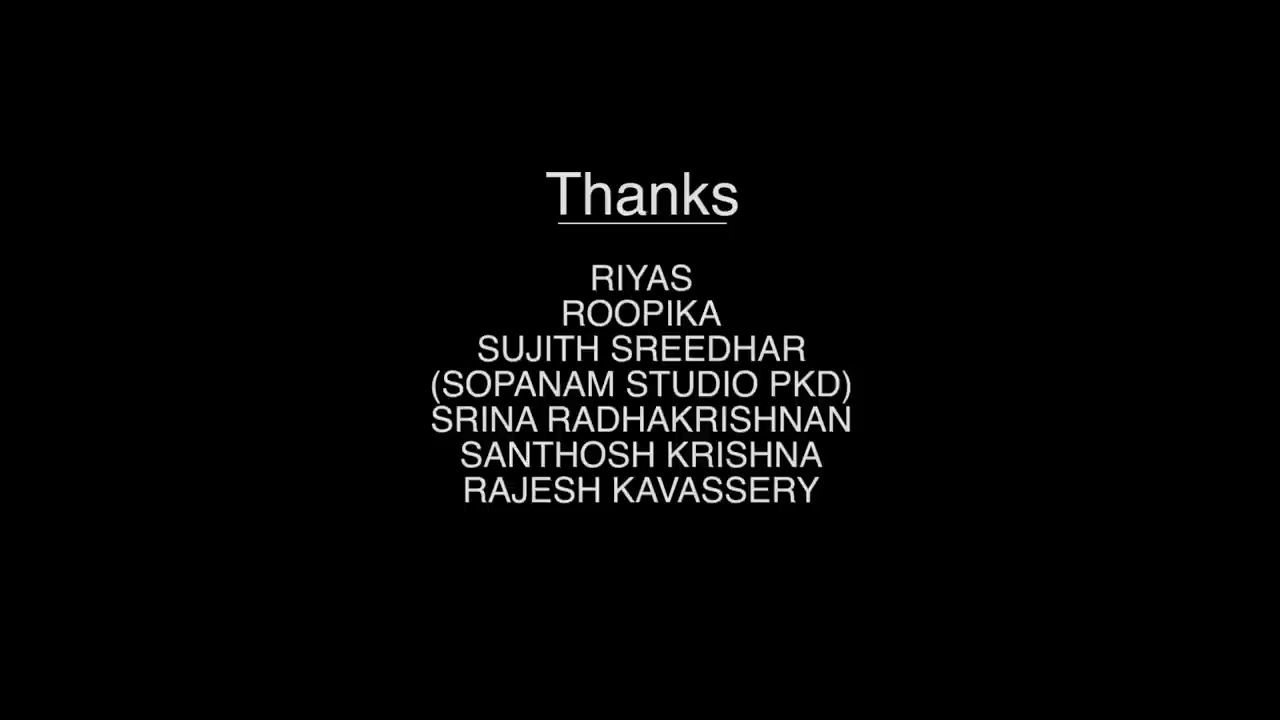 Thanks
RIYAS
ROOPIKA
SUJITH SREEDHAR
(SOPANAM STUDIO PKD)
SRINA RADHAKRISHNAN
SANTHOSH KRISHNA
RAJESH KAVASSERY